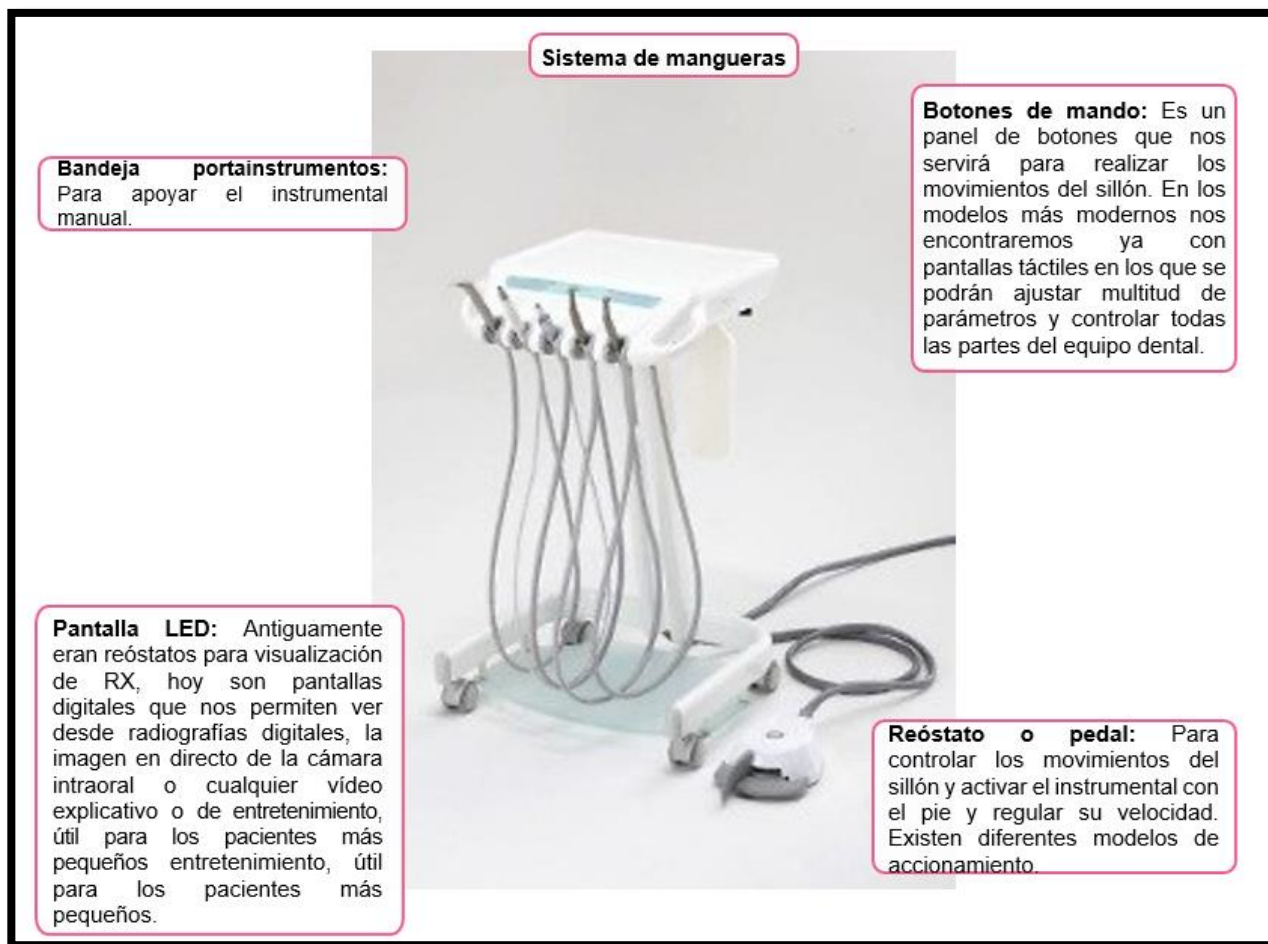 Sistema de mangueras
Bandeja portainstrumentos:
Para apoyar el instrumental
manual.
Botones de mando: Es un
panel de botones que nos
servirá para realizar los
movimientos del sillón. En los
modelos más modernos nos
encontraremos ya con
pantallas táctiles en los que se
podrán ajustar multitud de
parámetros y controlar todas
las partes del equipo dental.
Pantalla LED: Antiguamente
eran reóstatos para visualización
de RX, hoy son pantallas
digitales que nos permiten ver
desde radiografías digitales, la
imagen en directo de la cámara
intraoral o cualquier vídeo
explicativo o de entretenimiento,
útil para los pacientes más
pequeños entretenimiento, útil
para los pacientes más
pequeños.
Reóstato o pedal: Para
controlar los movimientos del
sillón y activar el instrumental con
el pie y regular su velocidad.
Existen diferentes modelos de
accionamiento.